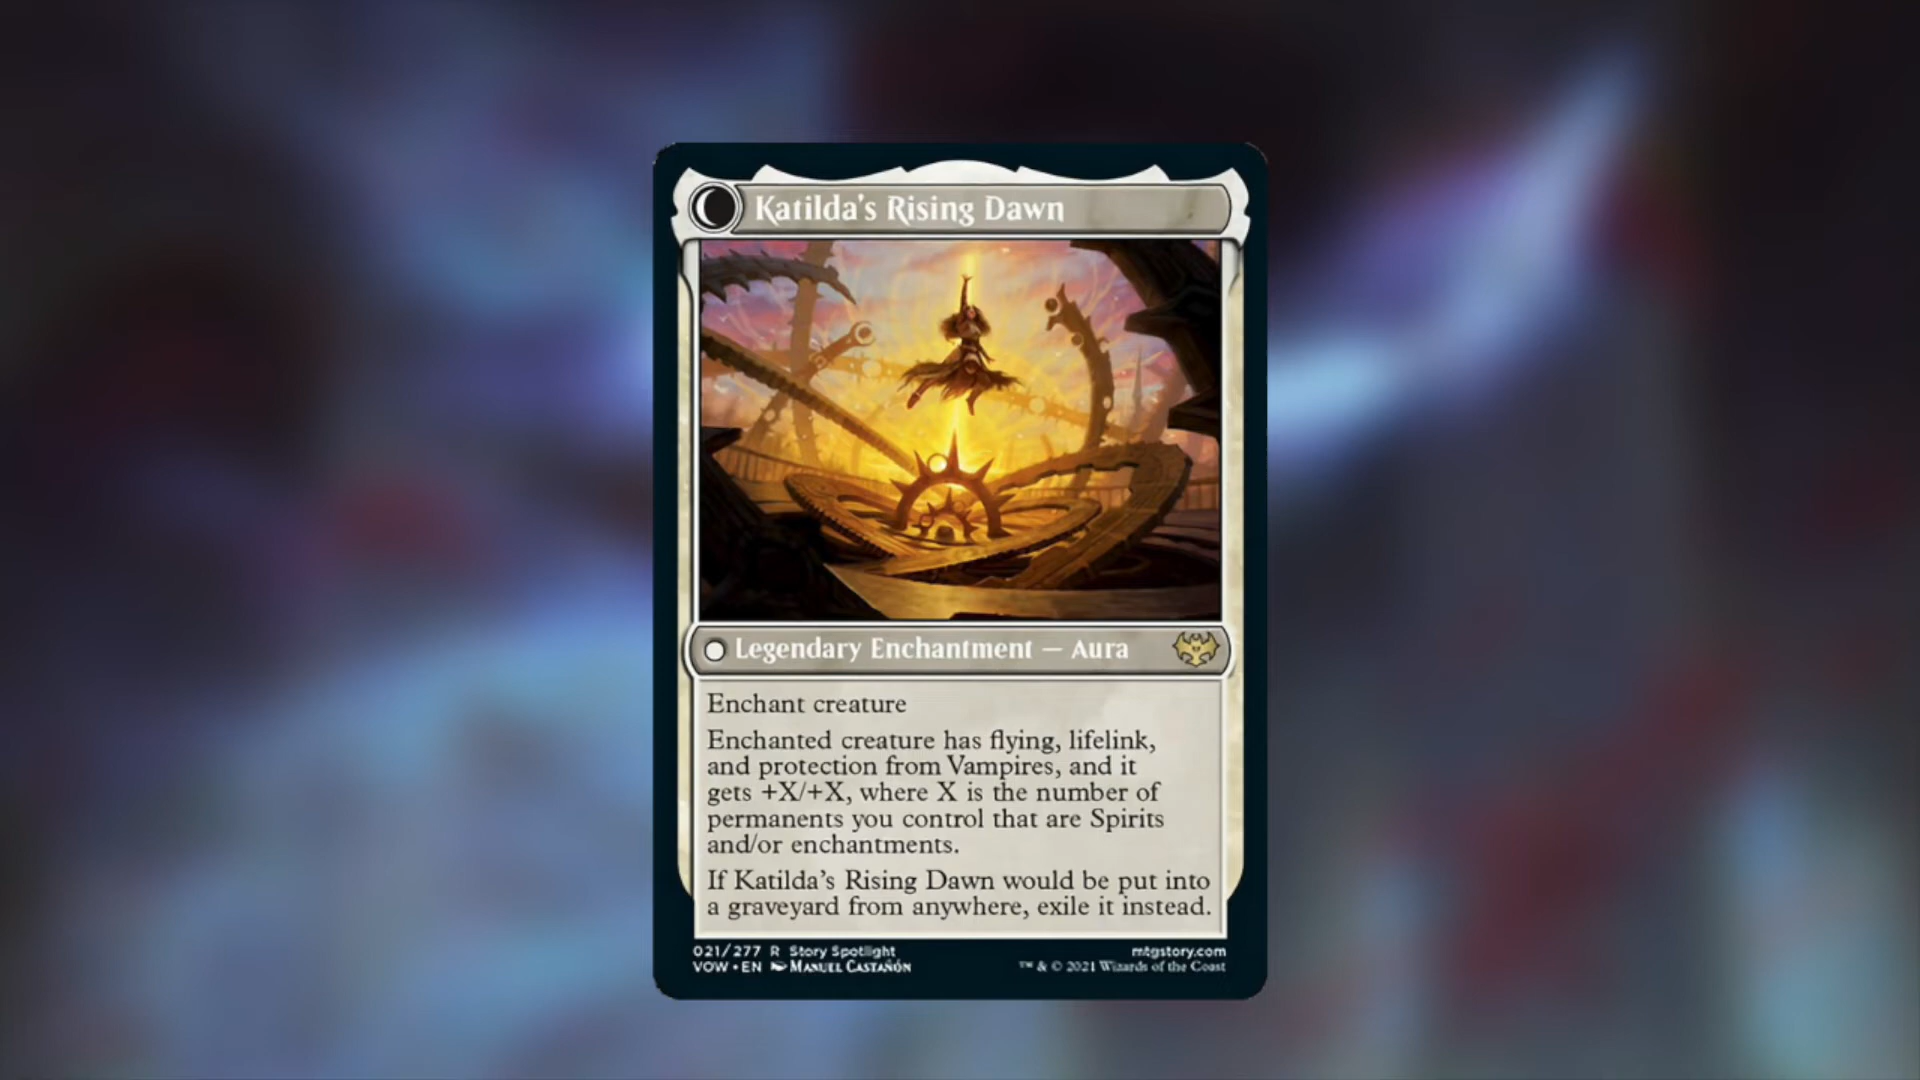 Katilda's Rising Dawn
Legendary Enchantment — Aura
Enchant creature
Enchanted creature has flying, lifelink,
and protection from Vampires, and it
gets +X/+X, where X is the number of
permanents you control that are Spirits
and/or enchantments.
If Katilda's Rising Dawn would be put into
a graveyard from anywhere, exile it instead.
021/277 R Story Spotlight
mtgstory.com
VOW • EN Manuel Castañón
™ & © 2021 Wizards of the Coast